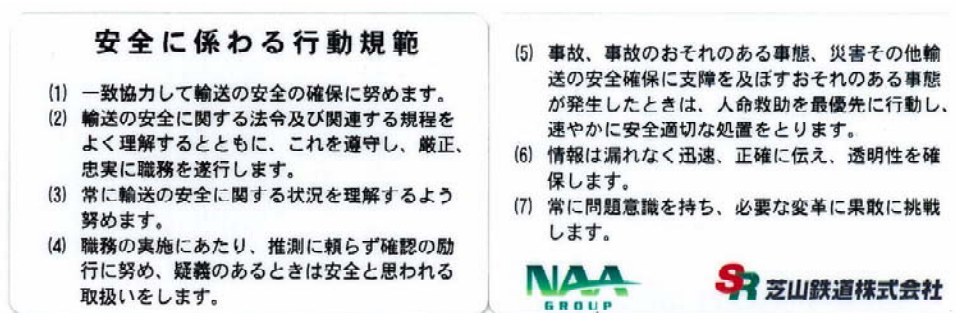 安全に係わる行動規範
(1) 一致協力して輸送の安全の確保に努めます。
(2) 輸送の安全に関する法令及び関連する規程を
よく理解するとともに、これを遵守し、厳正、
忠実に職務を遂行します。
(3) 常に輸送の安全に関する状況を理解するよう
努めます。
(4) 職務の実施にあたり、推測に頼らず確認の励
行に努め、疑義のあるときは安全と思われる
取扱いをします。
(5) 事故、事故のおそれのある事態、災害その他輸
送の安全確保に支障を及ぼすおそれのある事態
が発生したときは、人命救助を最優先に行動し、
速やかに安全適切な処置をとります。
(6) 情報は漏れなく迅速、正確に伝え、透明性を確
保します。
(7) 常に問題意識を持ち、必要な変革に果敢に挑戦
します。
NAA
GROUP
SR 芝山鉄道株式会社